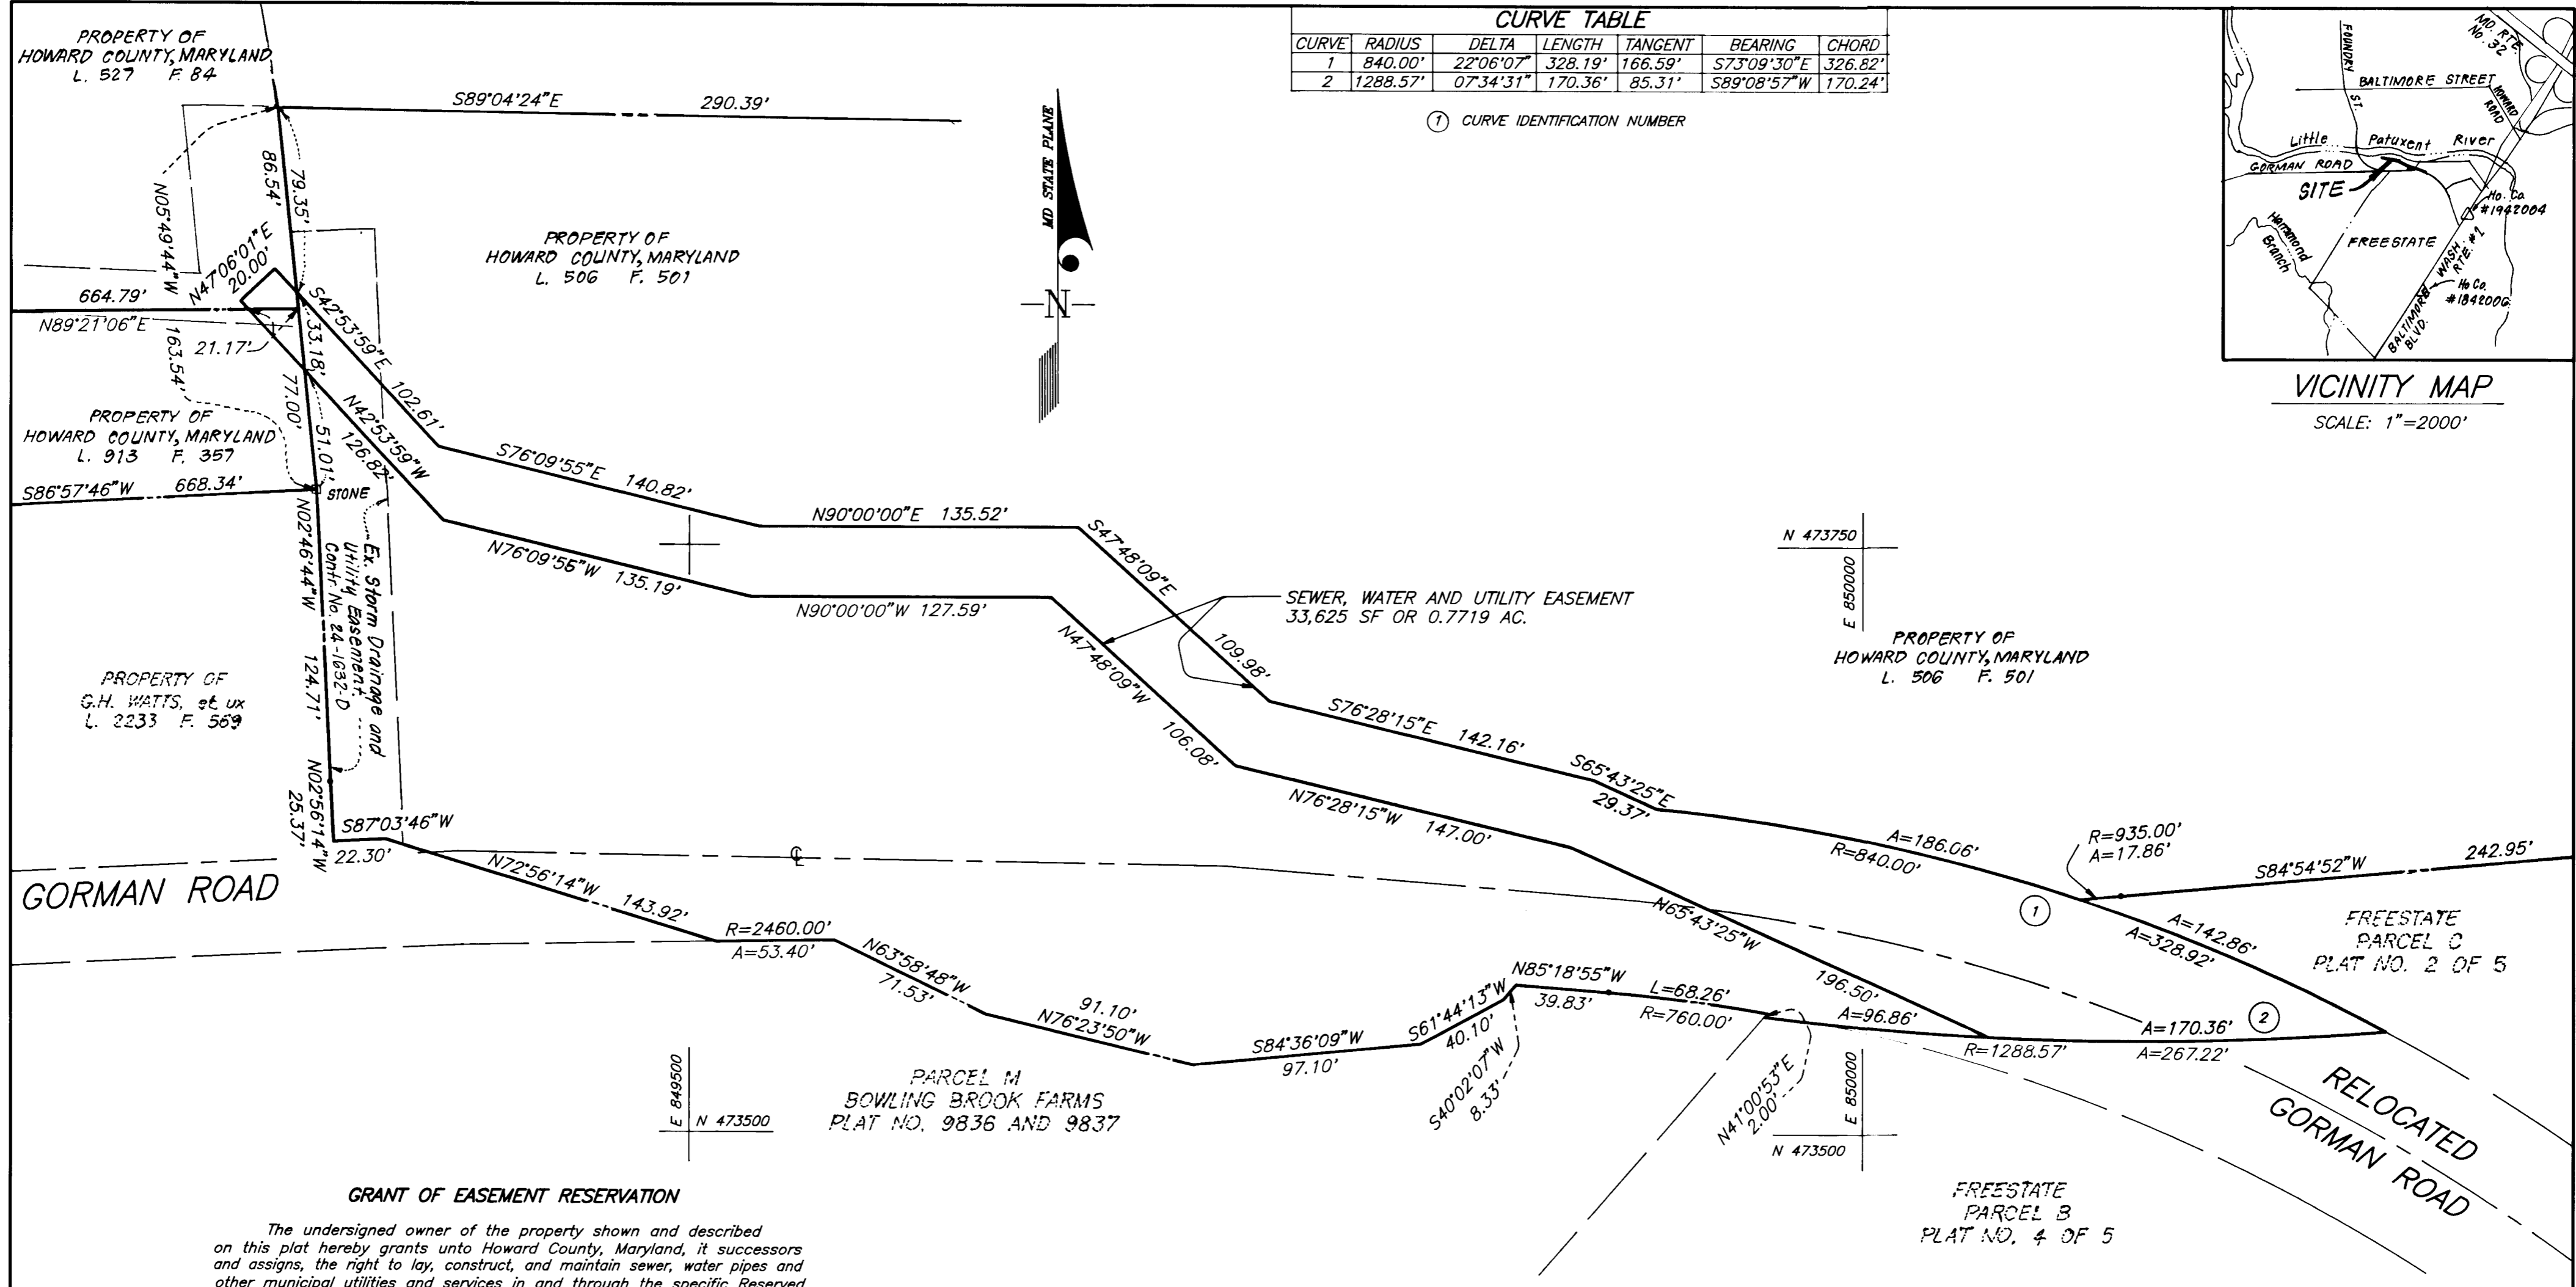 PROPERTY OF
HOWARD COUNTY, MARYLAND
L. 527 F. 84
CURVE TABLE
CURVE RADIUS DELTA LENGTH TANGENT BEARING CHORD
1 840.00' 22°06'07" 328.19' 166.59' S73°09'30"E 326.82'
2 1288.57' 07°34'31" 170.36' 85.31' S89°08'57"W 170.24'
1 CURVE IDENTIFICATION NUMBER
MD. RTE.
No. 32
FOUNDRY
ST.
BALTIMORE STREET
HOWARD
ROAD
Little Patuxent River
GORMAN ROAD
SITE
Ho. Co.
#1942004
Hammond
Branch
FREESTATE
WASH.
RTE. #1
Ho Co.
#184200G
BALTIMORE
BLVD.
VICINITY MAP
SCALE: 1"=2000'
S89°04'24"E 290.39'
MD STATE PLANE
N
86.54'
79.35'
N05°49'44"W 163.54'
N47°06'01"E
20.00'
PROPERTY OF
HOWARD COUNTY, MARYLAND
L. 506 F. 501
664.79'
N89°21'06"E
21.17'
33.18'
S42°53'59"E 102.61'
77.00'
51.01'
N42°53'59"W
126.82'
PROPERTY OF
HOWARD COUNTY, MARYLAND
L. 913 F. 357
S86°57'46"W 668.34'
STONE
S76°09'55"E 140.82'
N90°00'00"E 135.52'
S47°48'09"E
109.98'
N76°09'56"W 135.19'
N90°00'00"W 127.59'
N47°48'09"W
106.08'
SEWER, WATER AND UTILITY EASEMENT
33,625 SF OR 0.7719 AC.
N 473750
E 850000
PROPERTY OF
HOWARD COUNTY, MARYLAND
L. 506 F. 501
N02°46'44"W 124.71'
Ex. Storm Drainage and
Utility Easement,
Contr. No. 24-1632-D
PROPERTY OF
G.H. WATTS, et ux
L. 2233 F. 569
N02°56'14"W
25.37'
S87°03'46"W
22.30'
S76°28'15"E 142.16'
S65°43'25"E
29.37'
N76°28'15"W 147.00'
A=186.06'
R=840.00'
R=935.00'
A=17.86'
S84°54'52"W 242.95'
GORMAN ROAD
N72°56'14"W
143.92'
R=2460.00'
A=53.40'
N63°58'48"W
71.53'
91.10'
N76°23'50"W
S84°36'09"W
97.10'
S61°44'13"W
40.10'
S40°02'07"W
8.33'
N85°18'55"W
39.83'
L=68.26'
R=760.00'
N65°43'25"W
196.50'
A=96.86'
R=1288.57'
1
A=142.86'
A=328.92'
FREESTATE
PARCEL C
PLAT NO. 2 OF 5
A=170.36'
2
A=267.22'
N41°00'53"E
2.00'
E 849500
N 473500
E 850000
N 473500
PARCEL M
BOWLING BROOK FARMS
PLAT NO. 9836 AND 9837
RELOCATED
GORMAN ROAD
FREESTATE
PARCEL B
PLAT NO. 4 OF 5
GRANT OF EASEMENT RESERVATION
The undersigned owner of the property shown and described
on this plat hereby grants unto Howard County, Maryland, it successors
and assigns, the right to lay, construct, and maintain sewer, water pipes and
other municipal utilities and services in and through the specific Reserved